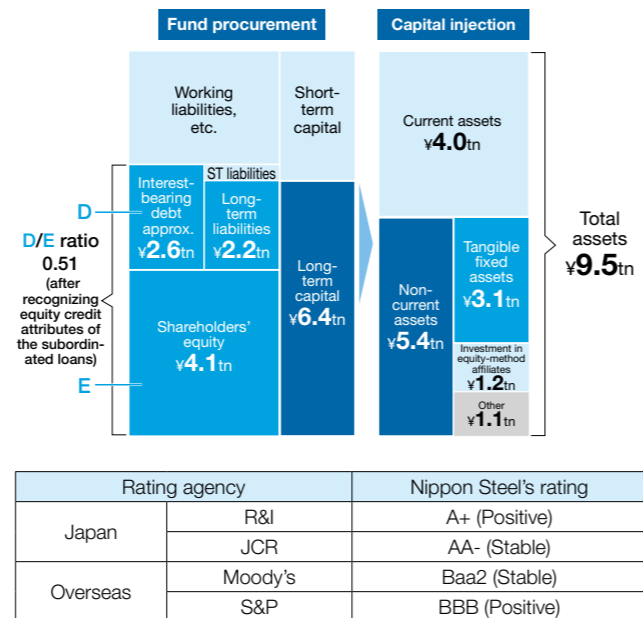 Fund procurement
Capital injection
Working
liabilities,
etc.
Short-
term
capital
Current assets
¥4.0tn
ST liabilities
Interest-
bearing
debt
approx.
¥2.6tn
Long-
term
liabilities
¥2.2tn
D
D/E ratio
0.51
(after
recognizing
equity credit
attributes of
the subordin-
ated loans)
E
Shareholders'
equity
¥4.1tn
Long-
term
capital
¥6.4tn
Non-
current
assets
¥5.4tn
Tangible
fixed
assets
¥3.1tn
Investment in
equity-method
affiliates
¥1.2tn
Other
¥1.1tn
Total
assets
¥9.5tn
Rating agency
Nippon Steel's rating
Japan
R&I
A+ (Positive)
JCR
AA- (Stable)
Overseas
Moody's
Baa2 (Stable)
S&P
BBB (Positive)